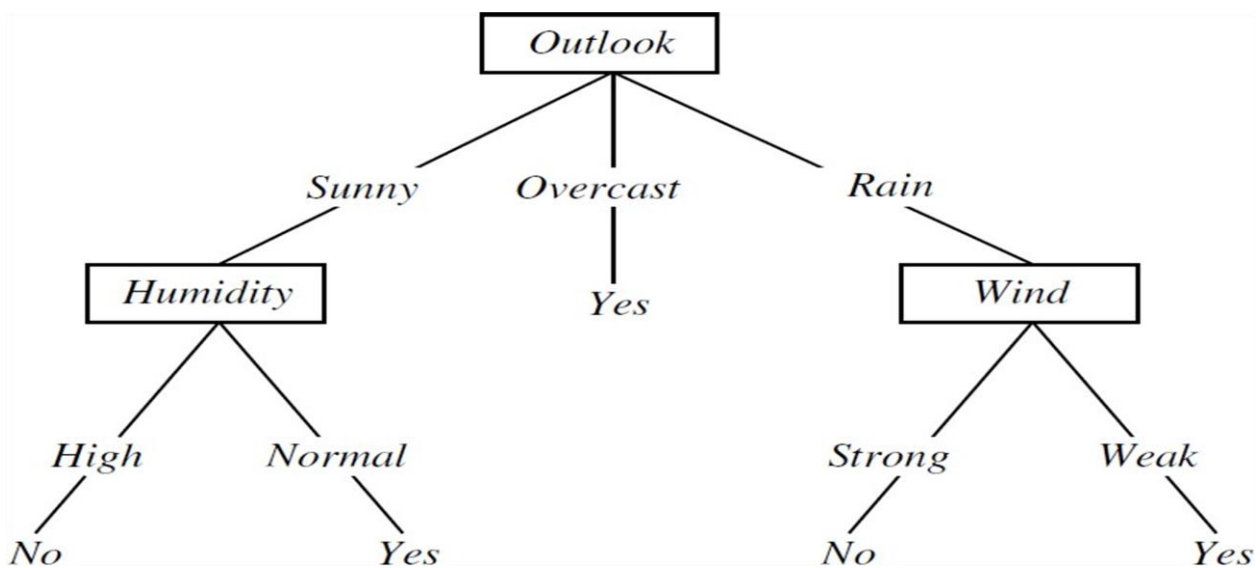 Outlook
Sunny Overcast Rain
Humidity Yes Wind
High Normal Strong Weak
No Yes No Yes